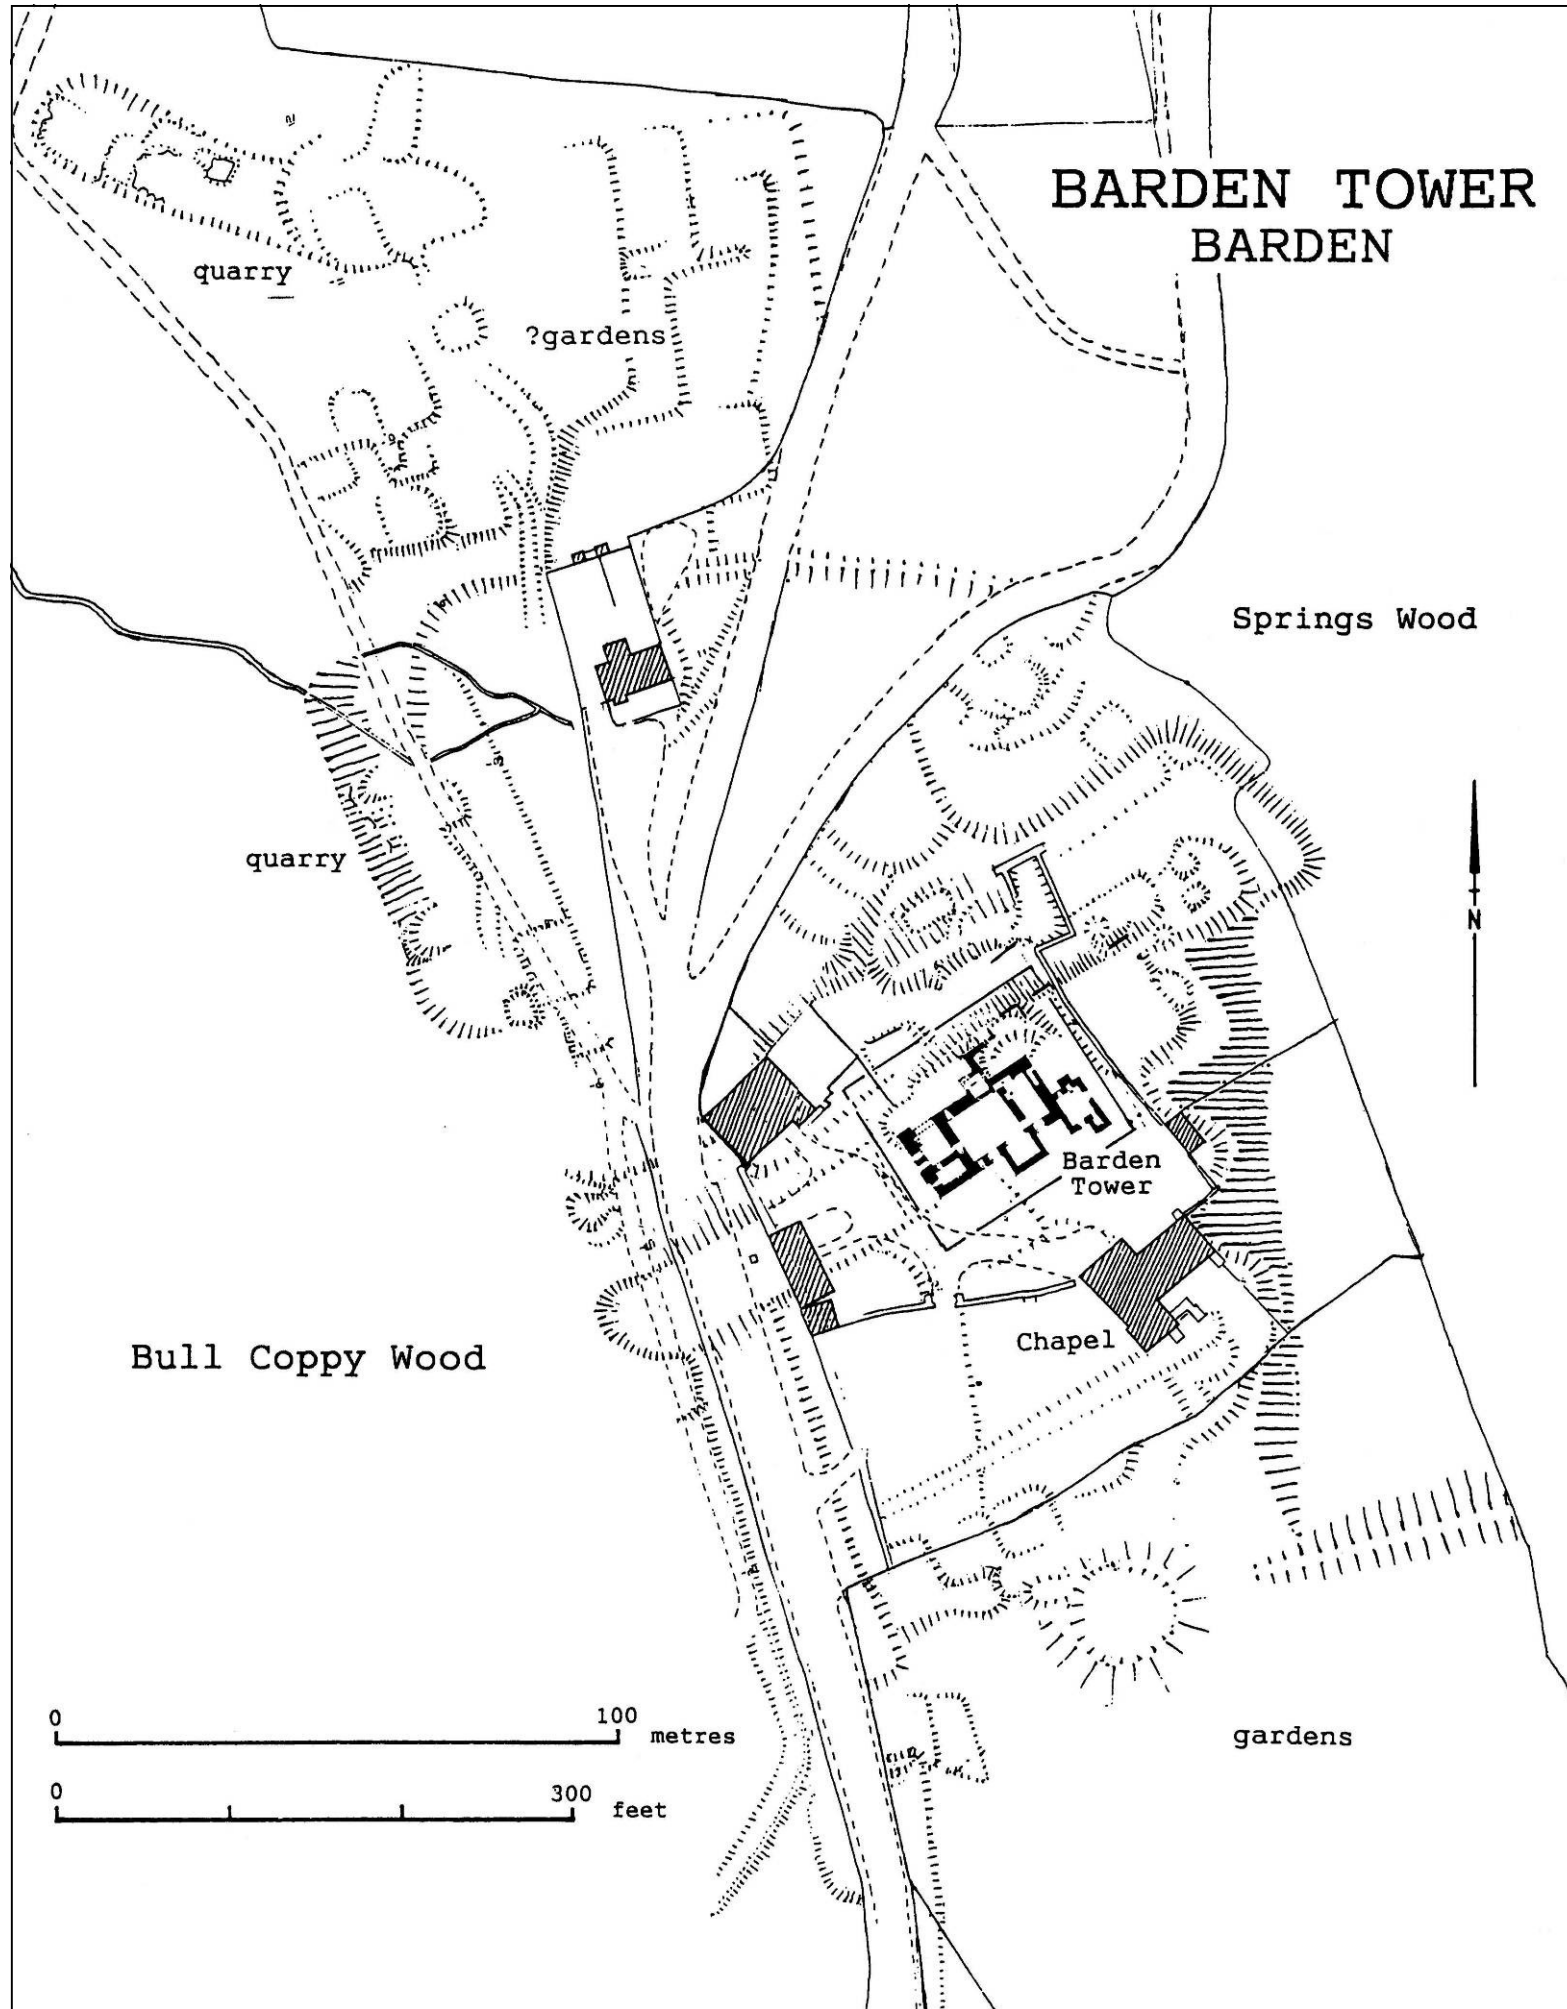 BARDEN TOWER
BARDEN
quarry
?gardens
Springs Wood
quarry
N
Barden
Tower
Chapel
Bull Coppy Wood
0 100 metres
0 300 feet
gardens